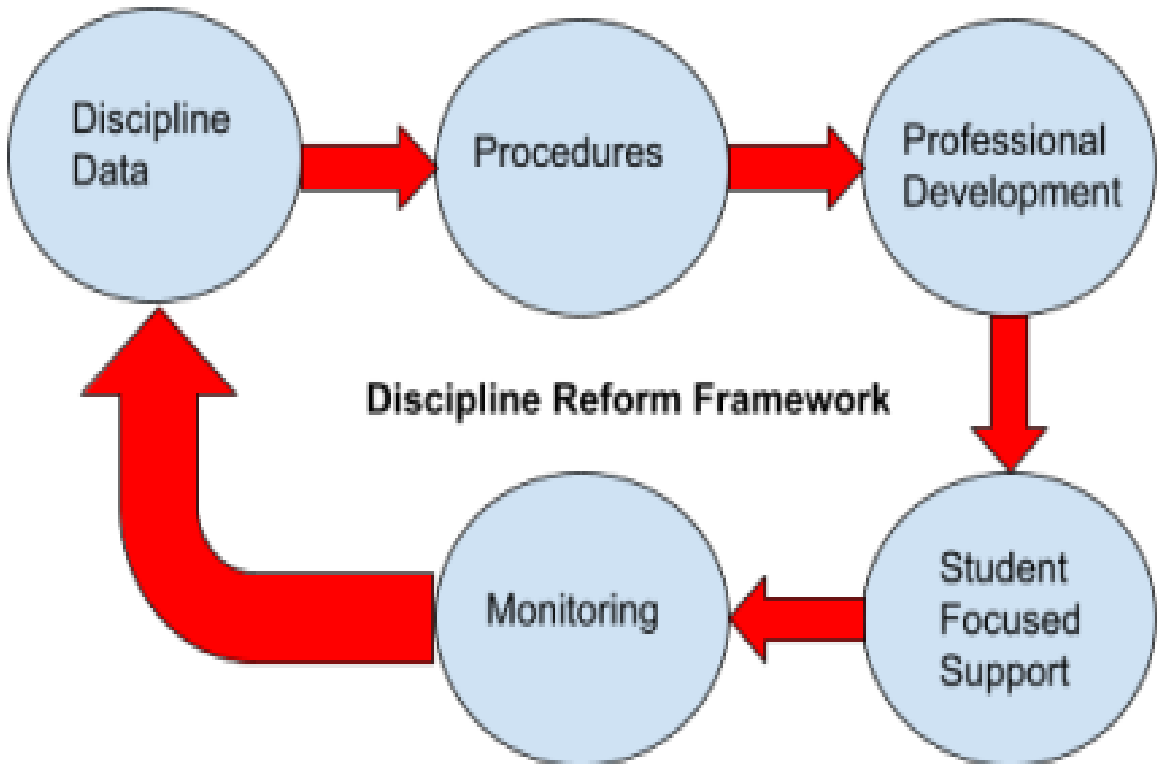 Discipline
Data
Procedures
Professional
Development
Discipline Reform Framework
Monitoring
Student
Focused
Support